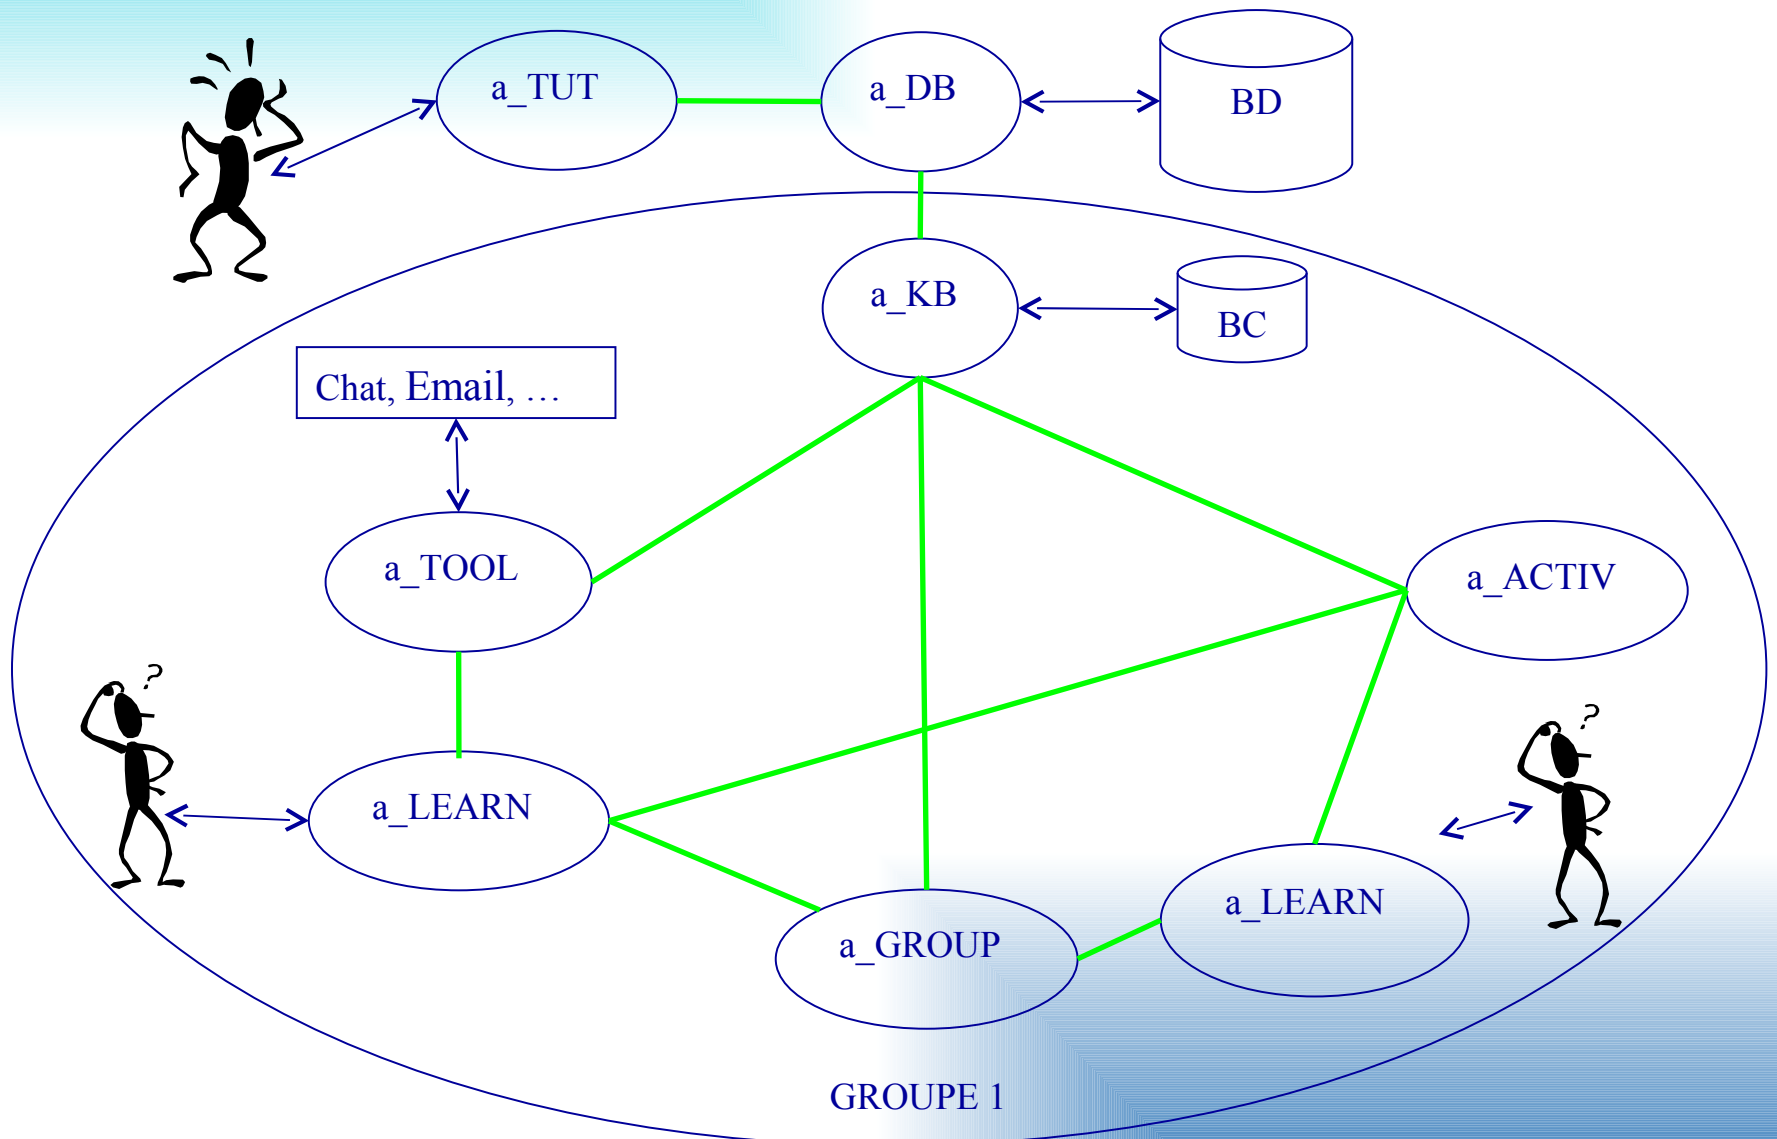 a_TUT
a_DB
BD
a_KB
BC
Chat, Email, …
a_TOOL
a_ACTIV
?
?
a_LEARN
a_LEARN
a_GROUP
GROUPE 1